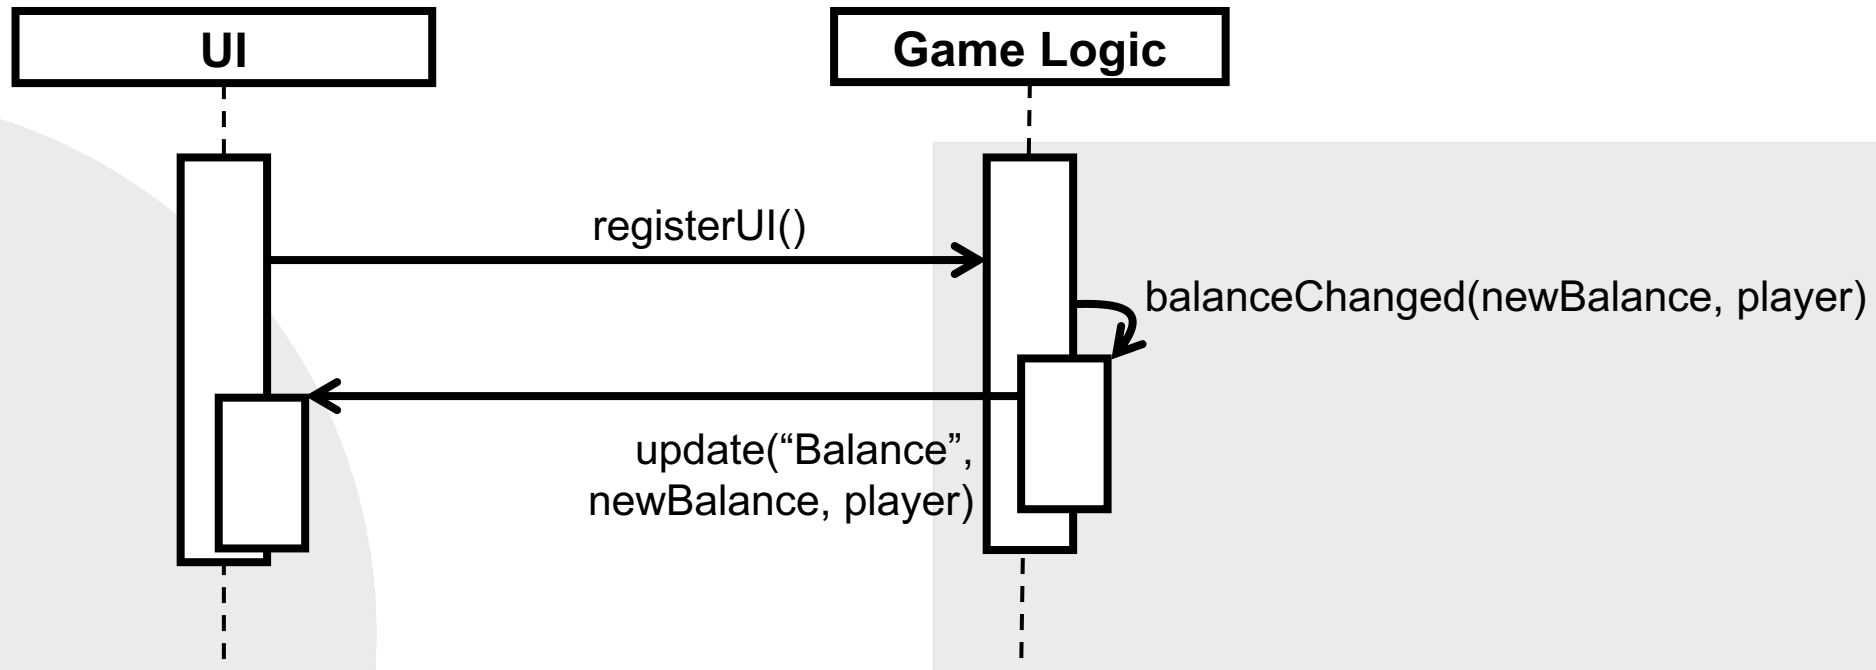 UI
Game Logic
registerUI()
balanceChanged(newBalance, player)
update(“Balance”,
newBalance, player)